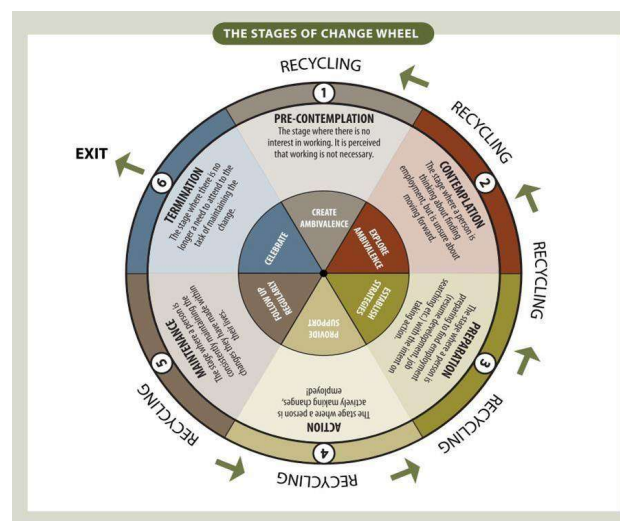 THE STAGES OF CHANGE WHEEL
RECYCLING
RECYCLING
RECYCLING
RECYCLING
RECYCLING
RECYCLING
EXIT
1
PRE-CONTEMPLATION
The stage where there is no
interest in working. It is perceived
that working is not necessary.
CREATE
AMBIVALENCE
2
CONTEMPLATION
The stage where a person is
thinking about finding
employment, but is unsure about
moving forward.
EXPLORE
AMBIVALENCE
3
PREPARATION
The stage where a person is
preparing to find employment
(resume development, job
searching etc.) with the intent on
taking action.
ESTABLISH
STRATEGIES
4
ACTION
The stage where a person is
actively making changes,
employed!
PROVIDE
SUPPORT
5
MAINTENANCE
The stage where a person is
consistently maintaining the
changes they have made within
their lives.
FOLLOW UP
REGULARLY
6
TERMINATION
The stage where there is no
longer a need to attend to the
task of maintaining the
change.
CELEBRATE